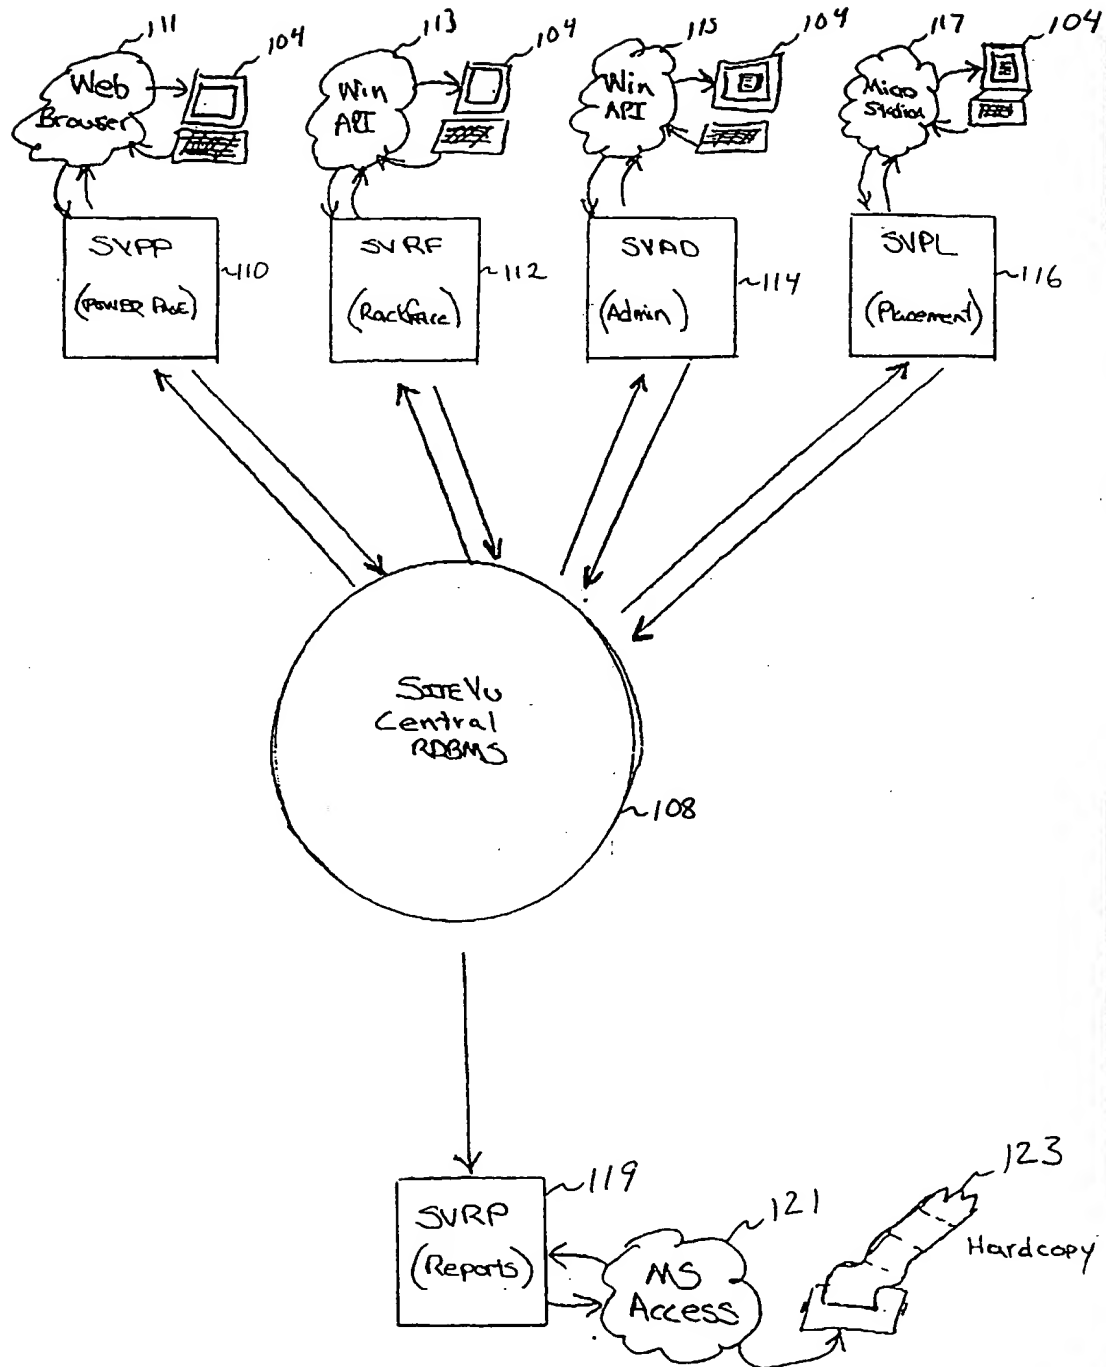 111
104
113
104
115
104
117
104
Web
Browser
Win
API
Win
API
Micro
Station
SVPP
(POWER PAGE)
110
SVRF
(RackFace)
112
SVAD
(Admin)
114
SVPL
(Placement)
116
SITEVU
Central
RDBMS
108
119
SVRP
(Reports)
121
MS
Access
123
Hardcopy